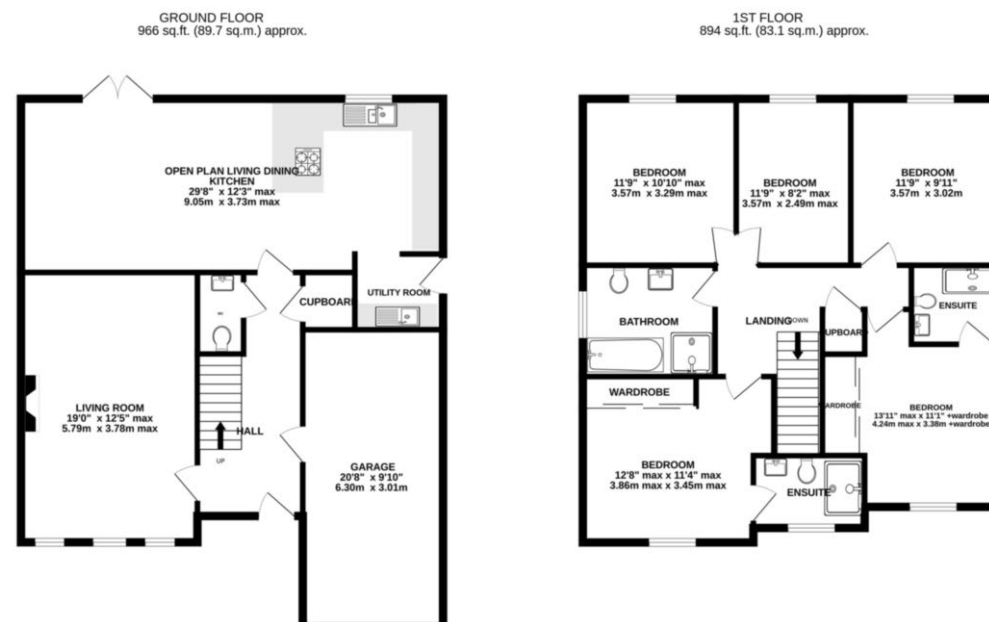 GROUND FLOOR
966 sq.ft. (89.7 sq.m.) approx.
OPEN PLAN LIVING DINING
KITCHEN
29'8" x 12'3" max
9.05m x 3.73m max
CUPBOARD
UTILITY ROOM
WC
LIVING ROOM
19'0" x 12'5" max
5.79m x 3.78m max
HALL
UP
GARAGE
20'8" x 9'10"
6.30m x 3.01m
1ST FLOOR
894 sq.ft. (83.1 sq.m.) approx.
BEDROOM
11'9" x 10'10" max
3.57m x 3.29m max
BEDROOM
11'9" x 8'2" max
3.57m x 2.49m max
BEDROOM
11'9" x 9'11"
3.57m x 3.02m
BATHROOM
LANDING
DOWN
CUPBOARD
ENSUITE
WARDROBE
WARDROBE
BEDROOM
13'11" max x 11'1" +wardrobe
4.24m max x 3.38m +wardrobe
BEDROOM
12'8" max x 11'4" max
3.86m max x 3.45m max
ENSUITE